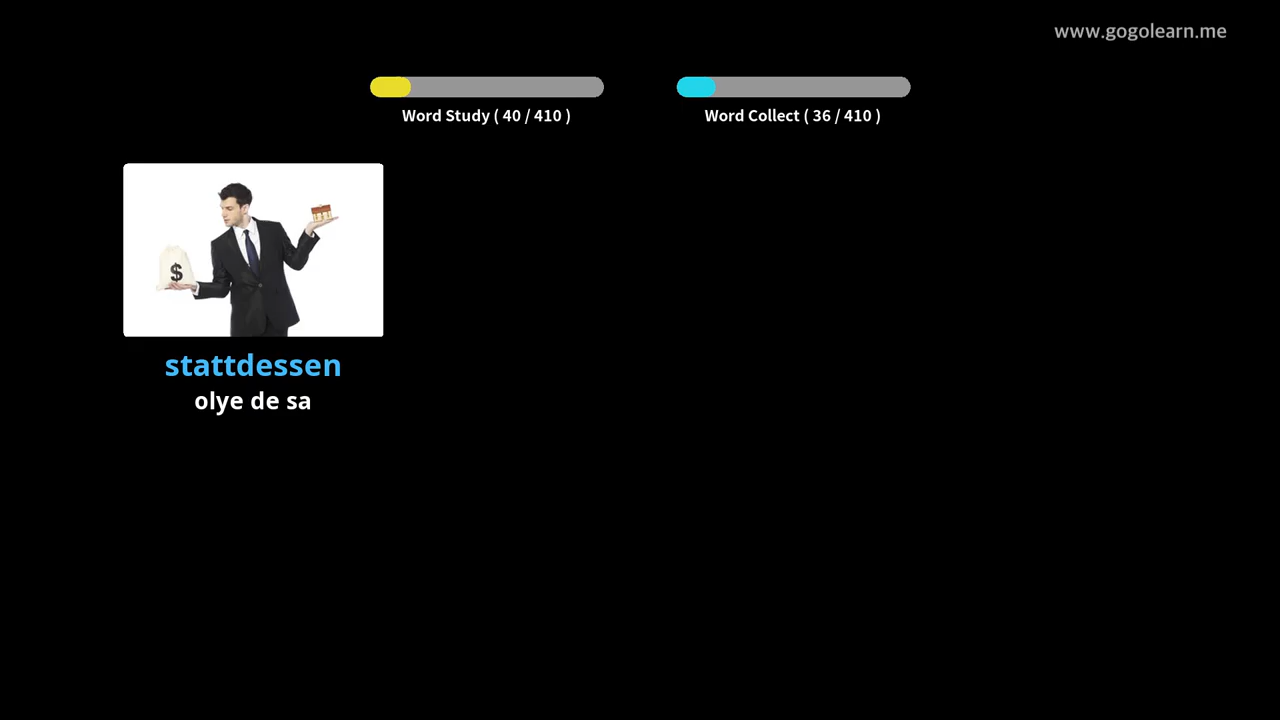 www.gogolearn.me
Word Study ( 40 / 410 )
Word Collect ( 36 / 410 )
$
stattdessen
olye de sa